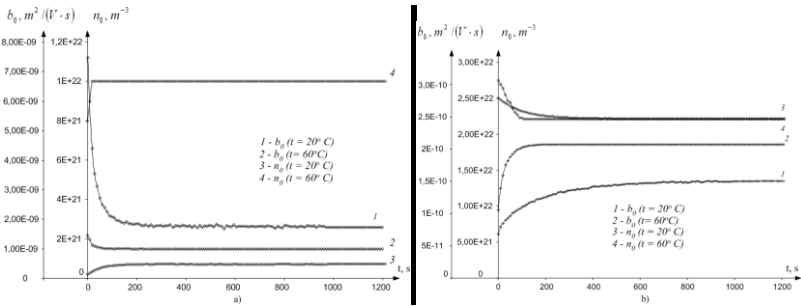 b₀, m²/(V·s) n₀, m⁻³
8,00E-09 1,2E+22
7,00E-09
1E+22 4
6,00E-09
5,00E-09 8E+21
4,00E-09 6E+21
1 - b₀ (t = 20°C)
2 - b₀ (t= 60°C)
3 - n₀ (t = 20°C)
4 - n₀ (t = 60°C)
3,00E-09 4E+21
2,00E-09 1
1,00E-09 2E+21 2
3
0 0 t, s
0 200 400 600 800 1000 1200
a)
b₀, m²/(V·s) n₀, m⁻³
3,50E+22
3,0E-10 3,00E+22
2,5E-10 2,50E+22 3
4
2,0E-10 2,00E+22 2
1,5E-10 1,50E+22 1
1,0E-10 1,00E+22
1 - b₀ (t = 20°C)
2 - b₀ (t=60°C)
3 - n₀ (t = 20°C)
4 - n₀ (t = 60°C)
5,0E-11 5,00E+21
0 0 t, s
0 200 400 600 800 1000 1200
b)